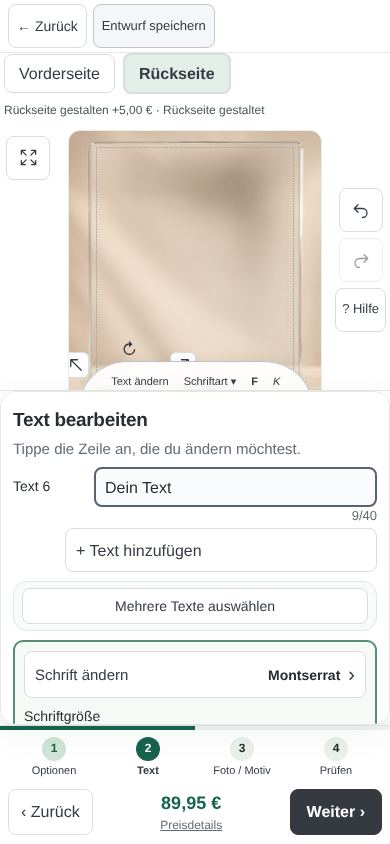 ← Zurück
Entwurf speichern
Vorderseite
Rückseite
Rückseite gestalten +5,00 € · Rückseite gestaltet
? Hilfe
Text ändern Schriftart ▾ F K
Text bearbeiten
Tippe die Zeile an, die du ändern möchtest.
Text 6
Dein Text
9/40
+ Text hinzufügen
Mehrere Texte auswählen
Schrift ändern
Montserrat ›
Schriftgröße
1 2 3 4
Optionen Text Foto / Motiv Prüfen
‹ Zurück
89,95 €
Preisdetails
Weiter ›